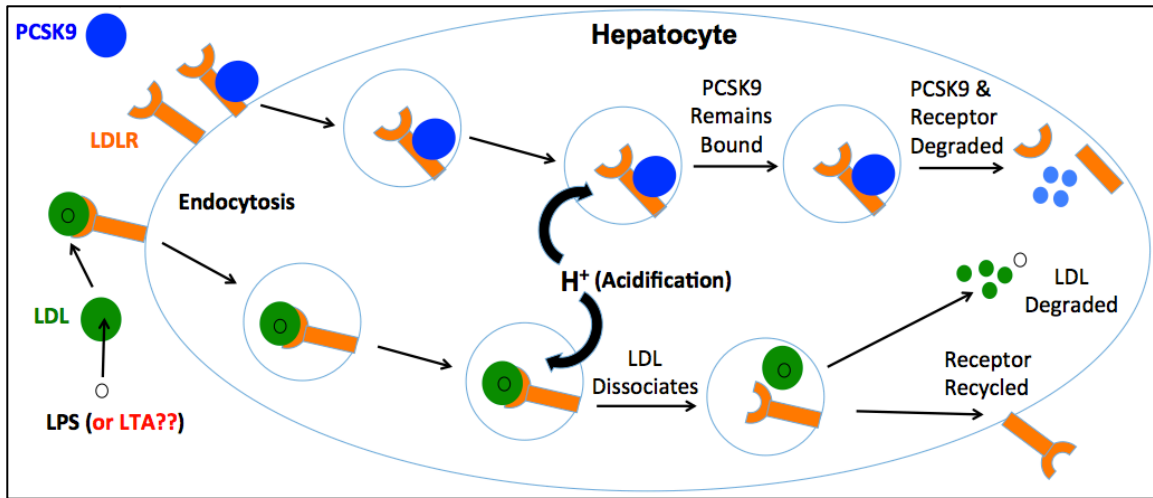 PCSK9
Hepatocyte
LDLR
PCSK9
Remains
Bound
PCSK9 &
Receptor
Degraded
Endocytosis
H⁺ (Acidification)
LDL
LDL
Degraded
LDL
Dissociates
Receptor
Recycled
LPS (or LTA??)